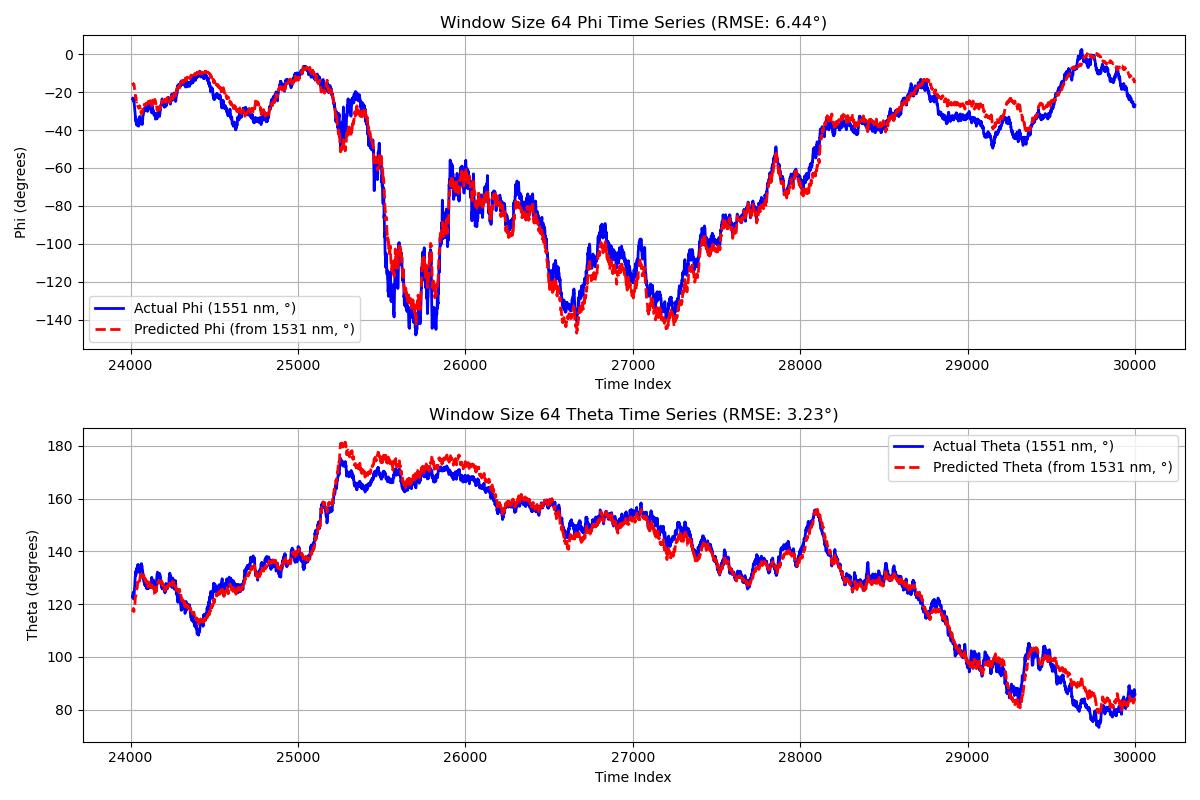 Window Size 64 Phi Time Series (RMSE: 6.44°)
Phi (degrees)
0
−20
−40
−60
−80
−100
−120
−140
Actual Phi (1551 nm, °)
Predicted Phi (from 1531 nm, °)
24000 25000 26000 27000 28000 29000 30000
Time Index
Window Size 64 Theta Time Series (RMSE: 3.23°)
Theta (degrees)
180
160
140
120
100
80
Actual Theta (1551 nm, °)
Predicted Theta (from 1531 nm, °)
24000 25000 26000 27000 28000 29000 30000
Time Index